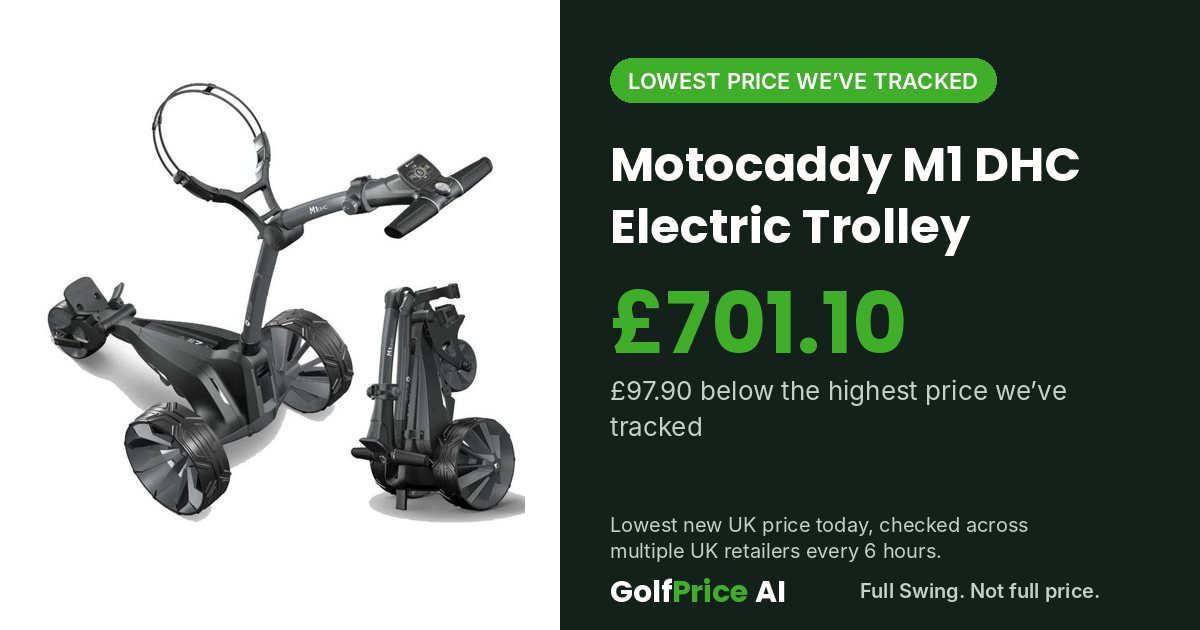 LOWEST PRICE WE’VE TRACKED
Motocaddy M1 DHC
Electric Trolley
£701.10
£97.90 below the highest price we’ve
tracked
Lowest new UK price today, checked across
multiple UK retailers every 6 hours.
GolfPrice AI
Full Swing. Not full price.